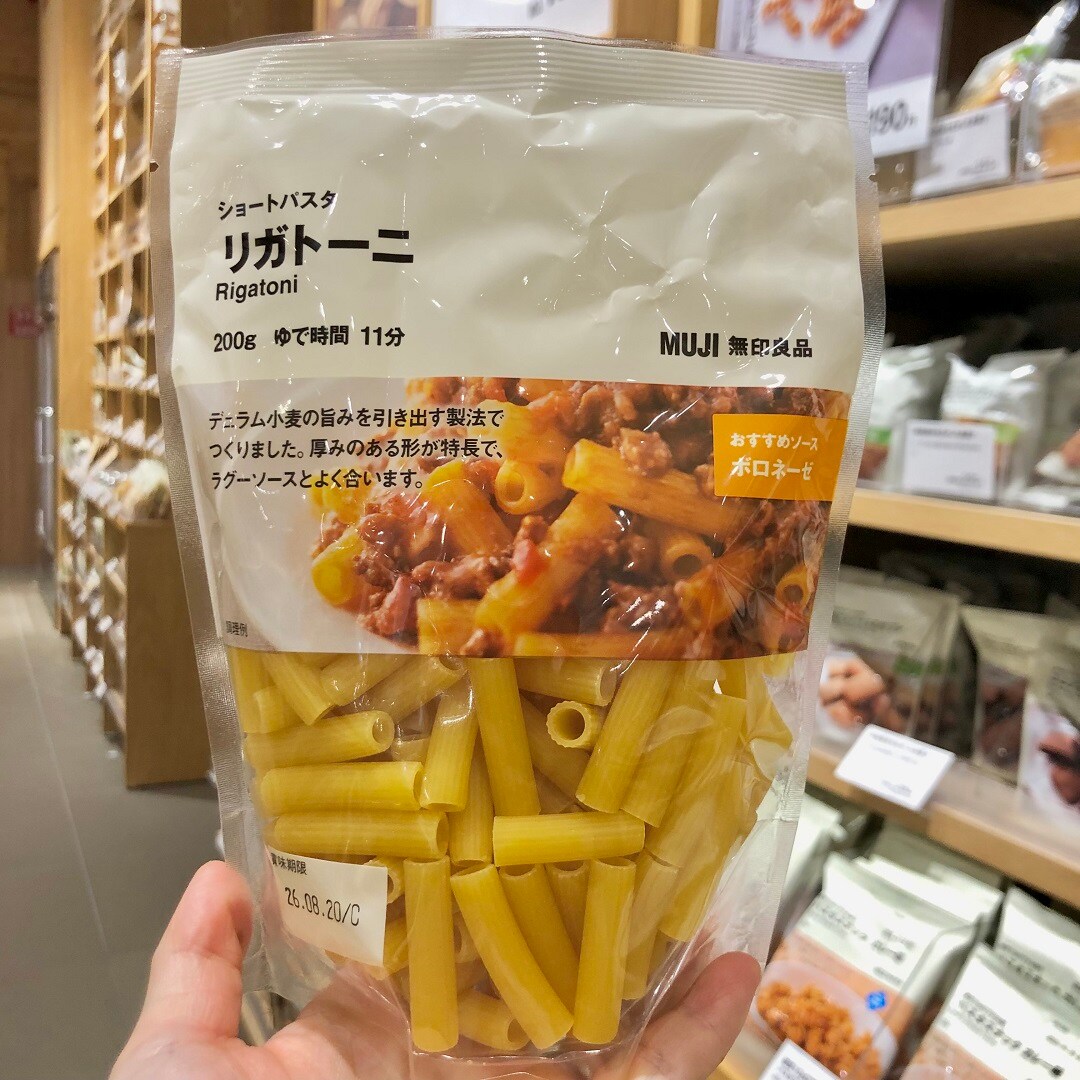 ショートパスタ
リガトーニ
Rigatoni
200g ゆで時間 11分
MUJI 無印良品
デュラム小麦の旨みを引き出す製法で
つくりました。厚みのある形が特長で、
ラグーソースとよく合います。
おすすめソース
ボロネーゼ
調理例
賞味期限
26.08.20/C
190